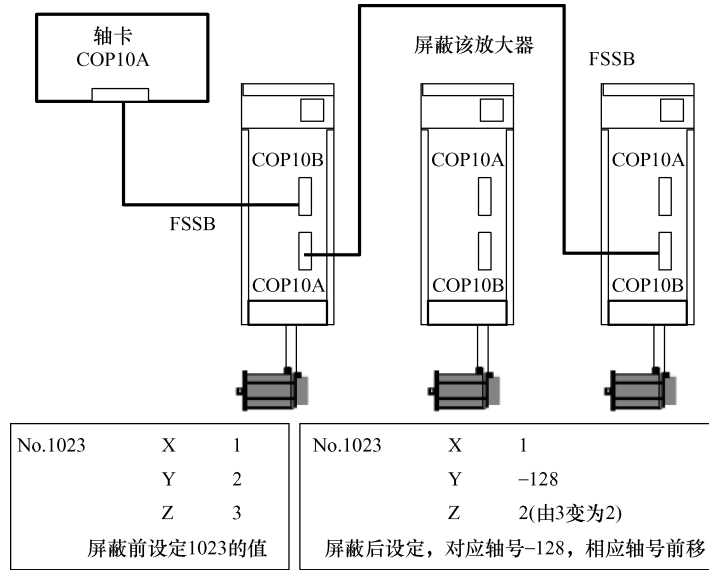 轴卡
COP10A
屏蔽该放大器
FSSB
COP10B
COP10A
COP10A
FSSB
COP10A
COP10B
COP10B
No.1023 X 1
Y 2
Z 3
屏蔽前设定1023的值
No.1023 X 1
Y –128
Z 2(由3变为2)
屏蔽后设定，对应轴号–128，相应轴号前移